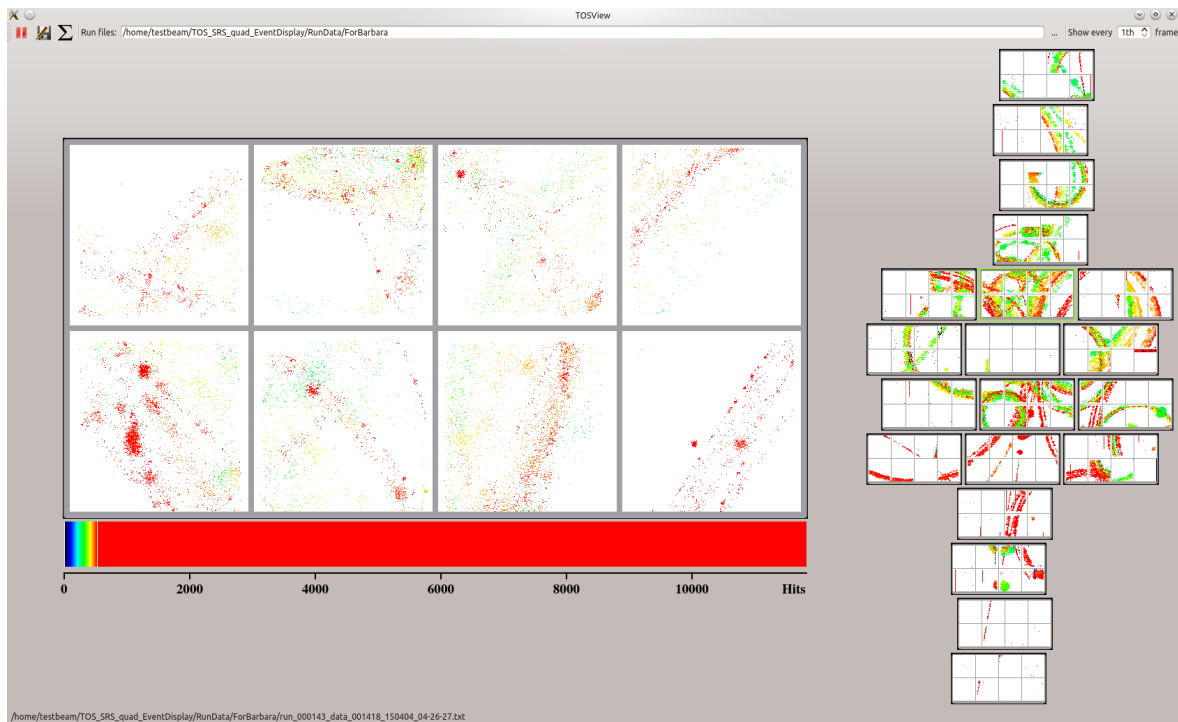 TOSView
Run files: /home/testbeam/TOS_SRS_quad_EventDisplay/RunData/ForBarbara ... Show every 1th frame
0 2000 4000 6000 8000 10000 Hits
/home/testbeam/TOS_SRS_quad_EventDisplay/RunData/ForBarbara/run_000143_data_001418_150404_04-26-27.txt